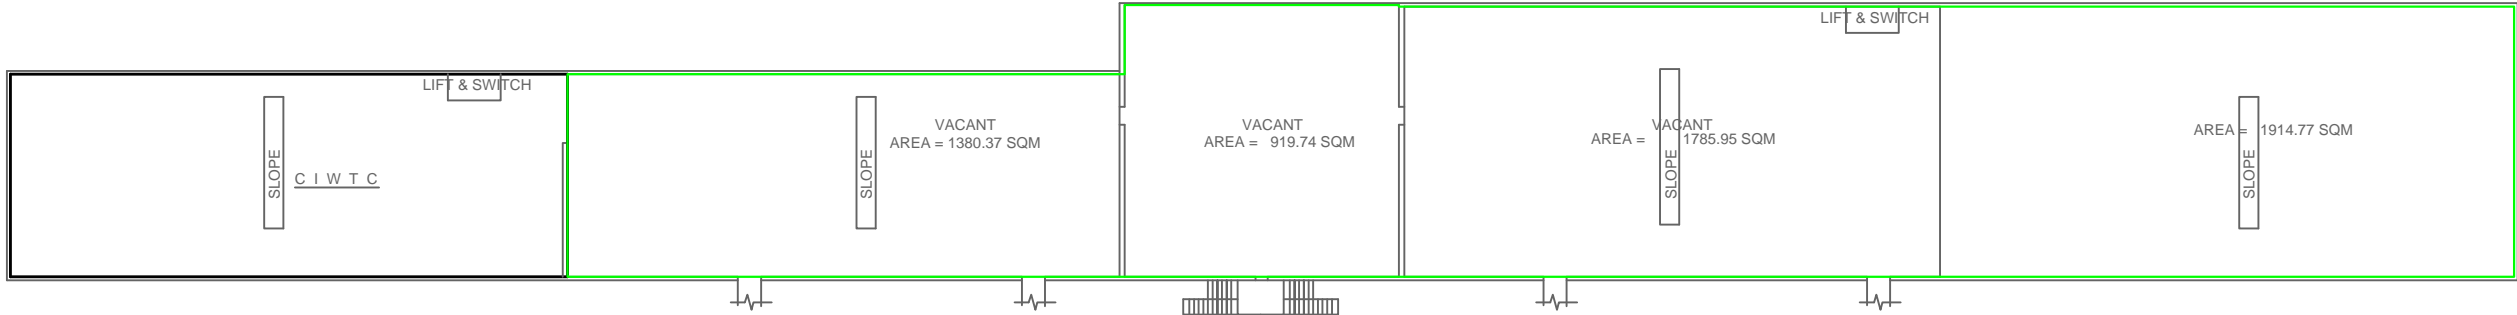 LIFT & SWITCH
SLOPE
C I W T C
SLOPE
VACANT
AREA = 1380.37 SQM
VACANT
AREA = 919.74 SQM
LIFT & SWITCH
VACANT
AREA = 1785.95 SQM
SLOPE
AREA = 1914.77 SQM
SLOPE